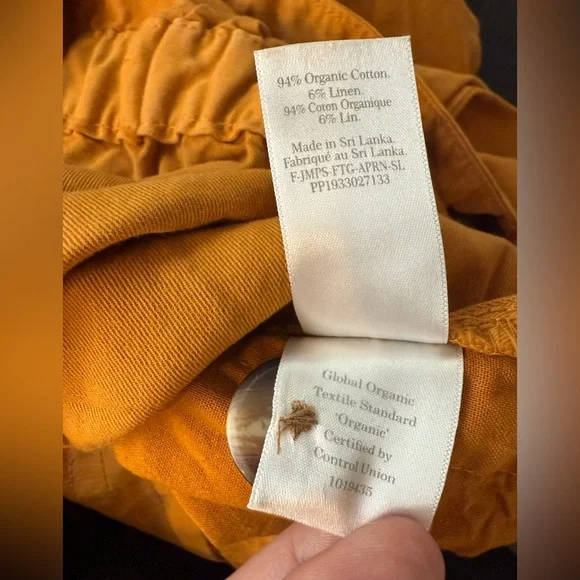 94% Organic Cotton.
6% Linen.
94% Coton Organique
6% Lin.
Made in Sri Lanka.
Fabriqué au Sri Lanka.
F-JMPS-FTG-APRN-SL
PP1933027133
Global Organic
Textile Standard
'Organic'
Certified by
Control Union
1019435